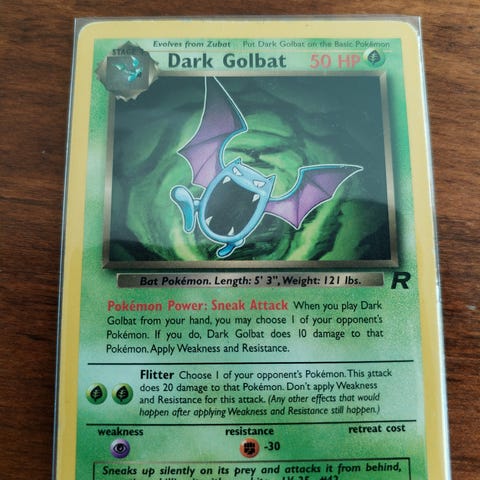 STAGE 1
Evolves from Zubat Put Dark Golbat on the Basic Pokémon
Dark Golbat 50 HP
Bat Pokémon. Length: 5' 3", Weight: 121 lbs.
R
Pokémon Power: Sneak Attack When you play Dark
Golbat from your hand, you may choose 1 of your opponent's
Pokémon. If you do, Dark Golbat does 10 damage to that
Pokémon. Apply Weakness and Resistance.
Flitter Choose 1 of your opponent's Pokémon. This attack
does 20 damage to that Pokémon. Don't apply Weakness
and Resistance for this attack. (Any other effects that would
happen after applying Weakness and Resistance still happen.)
weakness resistance retreat cost
-30
Sneaks up silently on its prey and attacks it from behind,